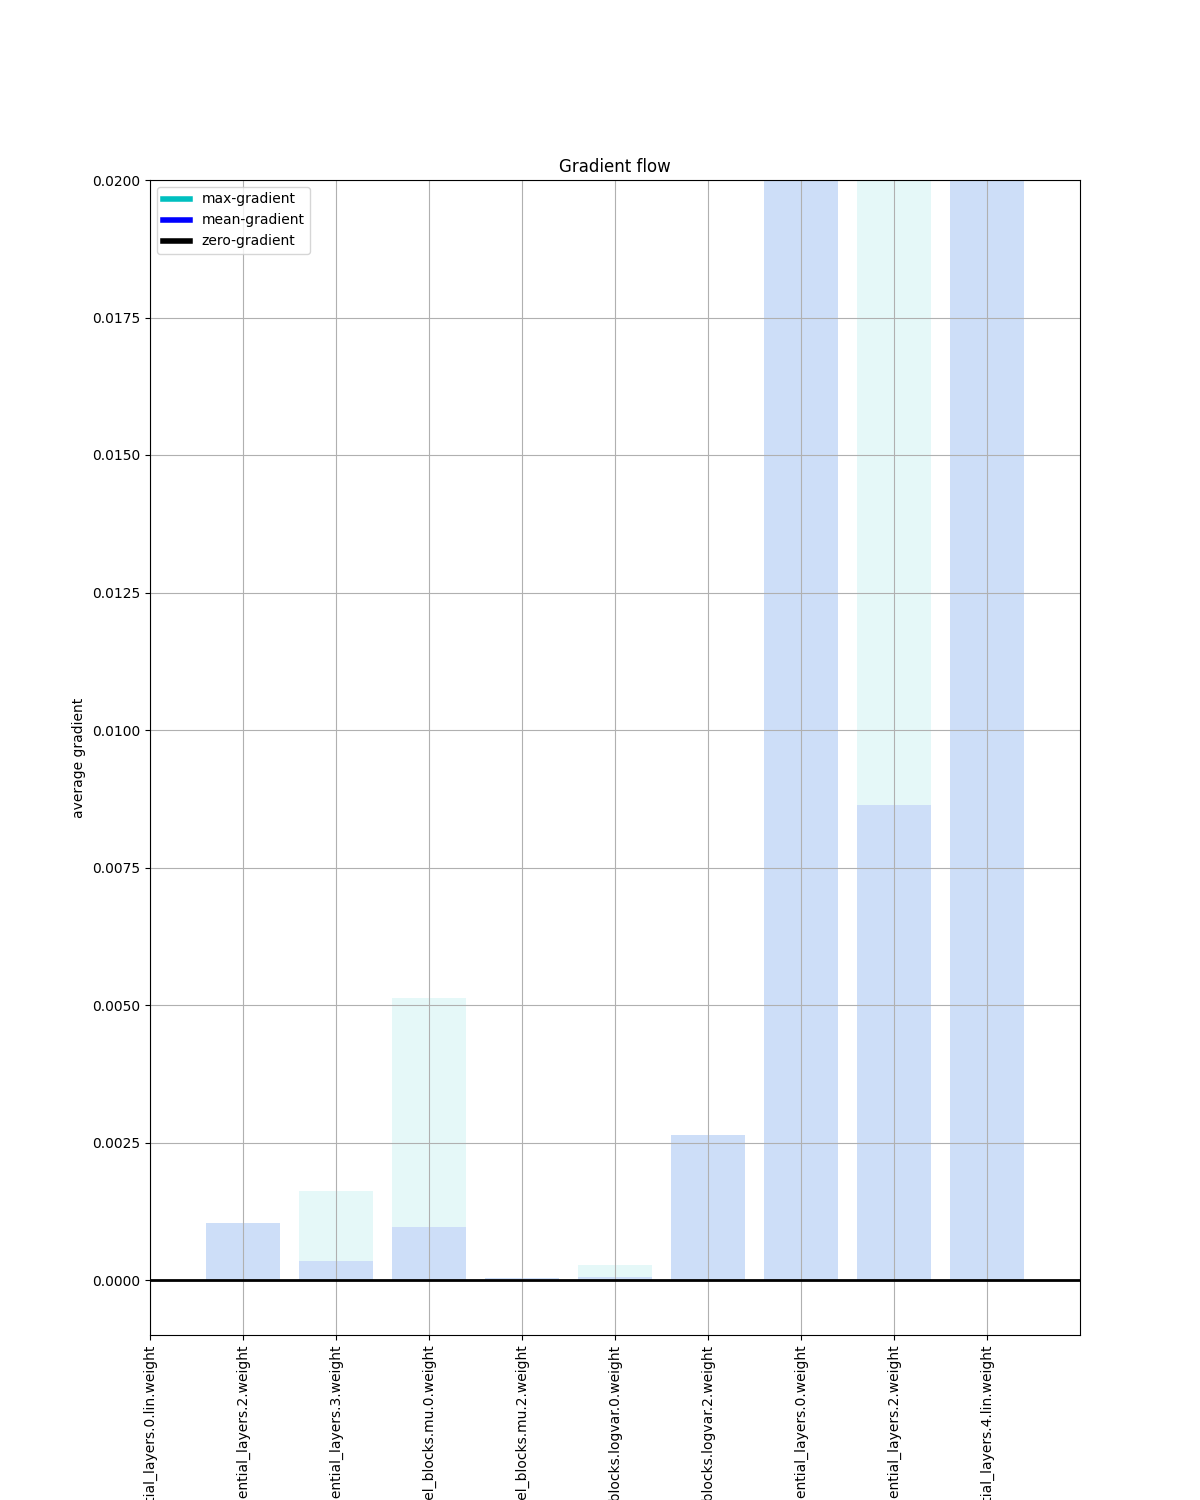 Gradient flow
max-gradient
mean-gradient
zero-gradient
0.0200
0.0175
0.0150
0.0125
0.0100
0.0075
0.0050
0.0025
0.0000
average gradient
tial_layers.0.lin.weight
ential_layers.2.weight
ential_layers.3.weight
el_blocks.mu.0.weight
el_blocks.mu.2.weight
blocks.logvar.0.weight
blocks.logvar.2.weight
ential_layers.0.weight
ential_layers.2.weight
tial_layers.4.lin.weight